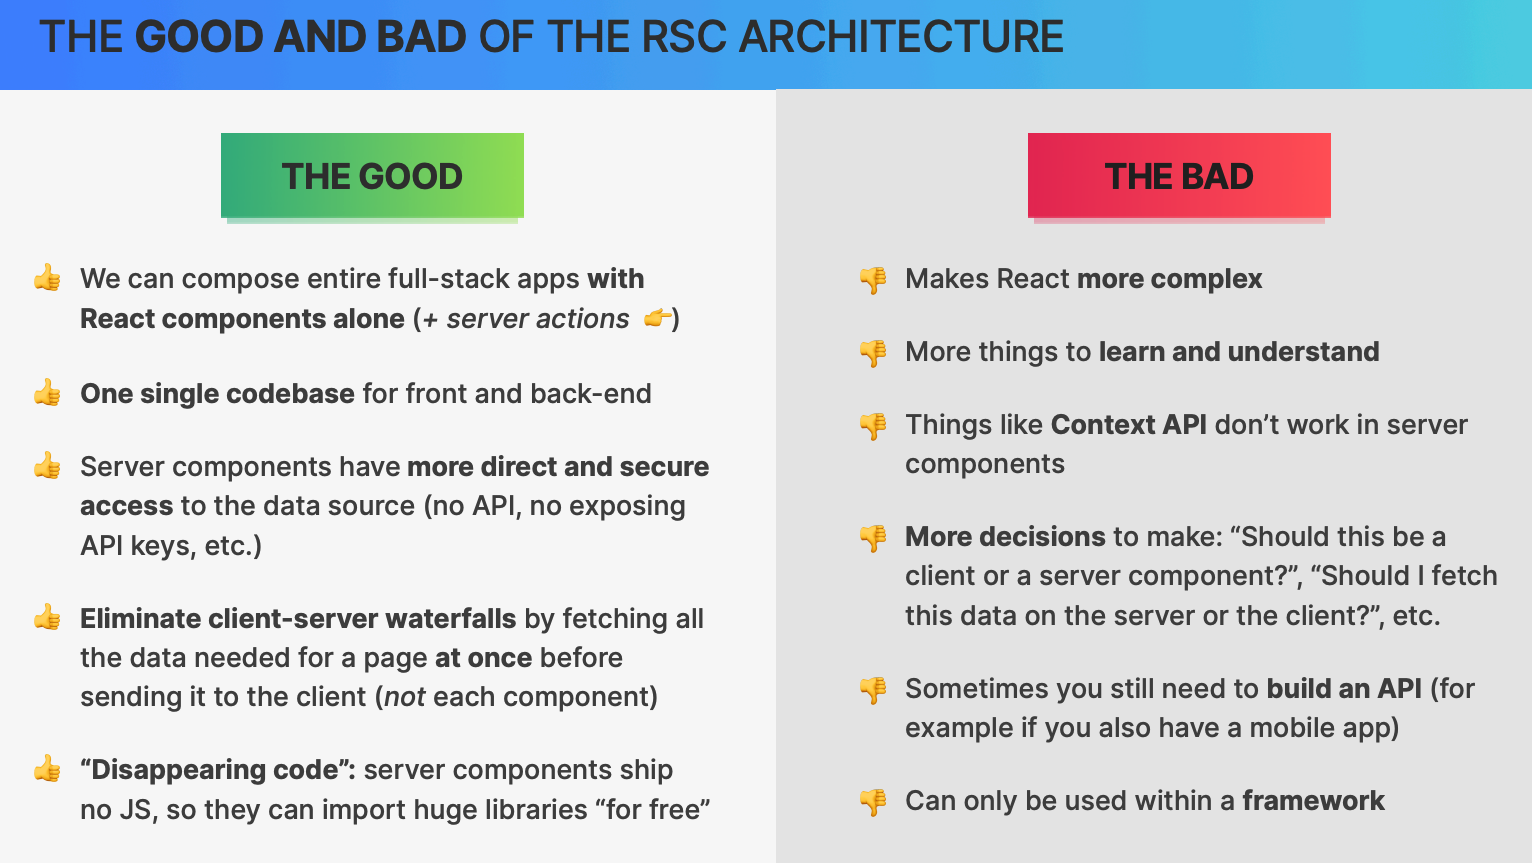 THE GOOD AND BAD OF THE RSC ARCHITECTURE
THE GOOD
👍 We can compose entire full-stack apps with
React components alone (+ server actions 👉)
👍 One single codebase for front and back-end
👍 Server components have more direct and secure
access to the data source (no API, no exposing
API keys, etc.)
👍 Eliminate client-server waterfalls by fetching all
the data needed for a page at once before
sending it to the client (not each component)
👍 “Disappearing code”: server components ship
no JS, so they can import huge libraries “for free”
THE BAD
👎 Makes React more complex
👎 More things to learn and understand
👎 Things like Context API don’t work in server
components
👎 More decisions to make: “Should this be a
client or a server component?”, “Should I fetch
this data on the server or the client?”, etc.
👎 Sometimes you still need to build an API (for
example if you also have a mobile app)
👎 Can only be used within a framework